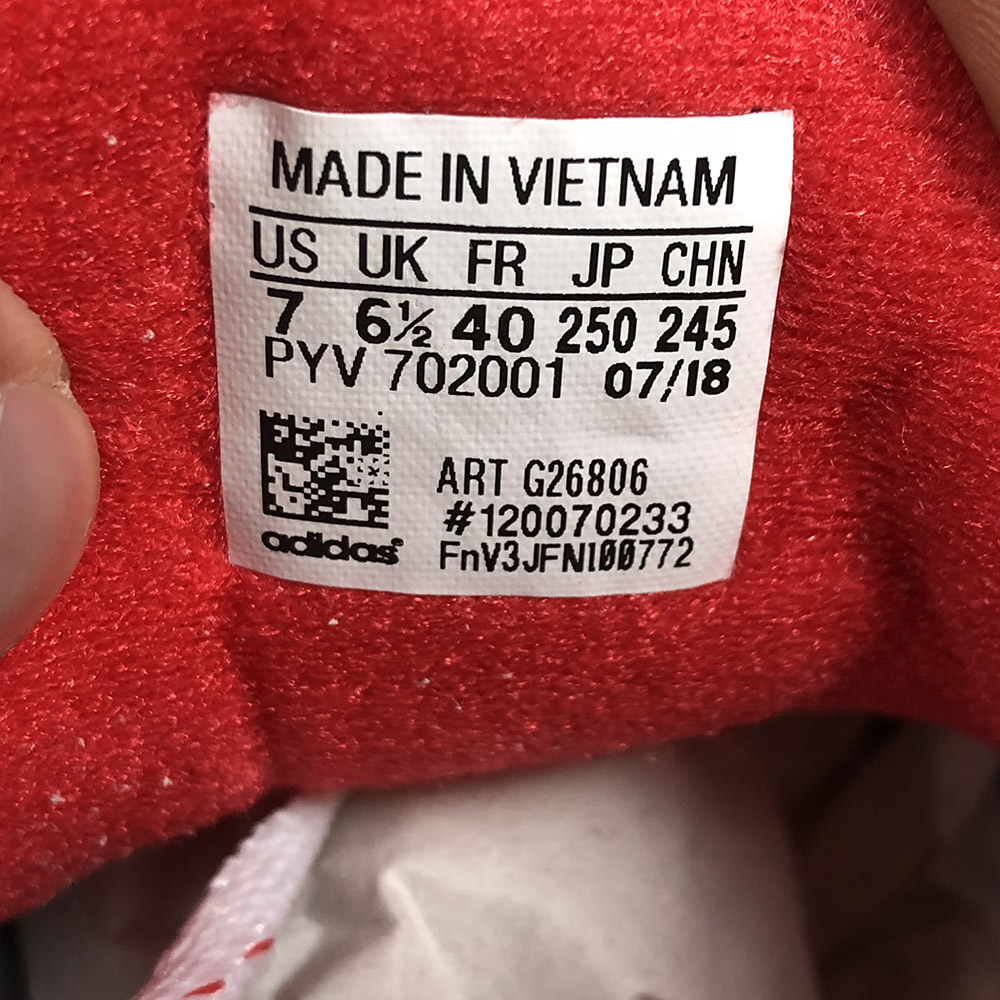 MADE IN VIETNAM
US UK FR JP CHN
7 6½ 40 250 245
PYV 702001 07/18
ART G26806
#120070233
adidas® FnV3JFN100772